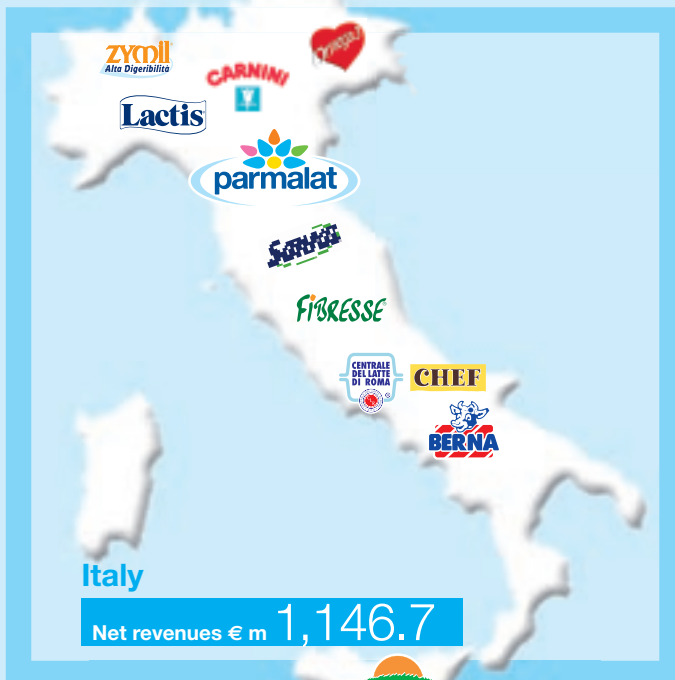 ZYMIL
Alta Digeribilità
CARNINI
Omega3
Lactis
parmalat
FIBRESSE
CENTRALE
DEL LATTE
DI ROMA
CHEF
BERNA
Italy
Net revenues € m 1,146.7